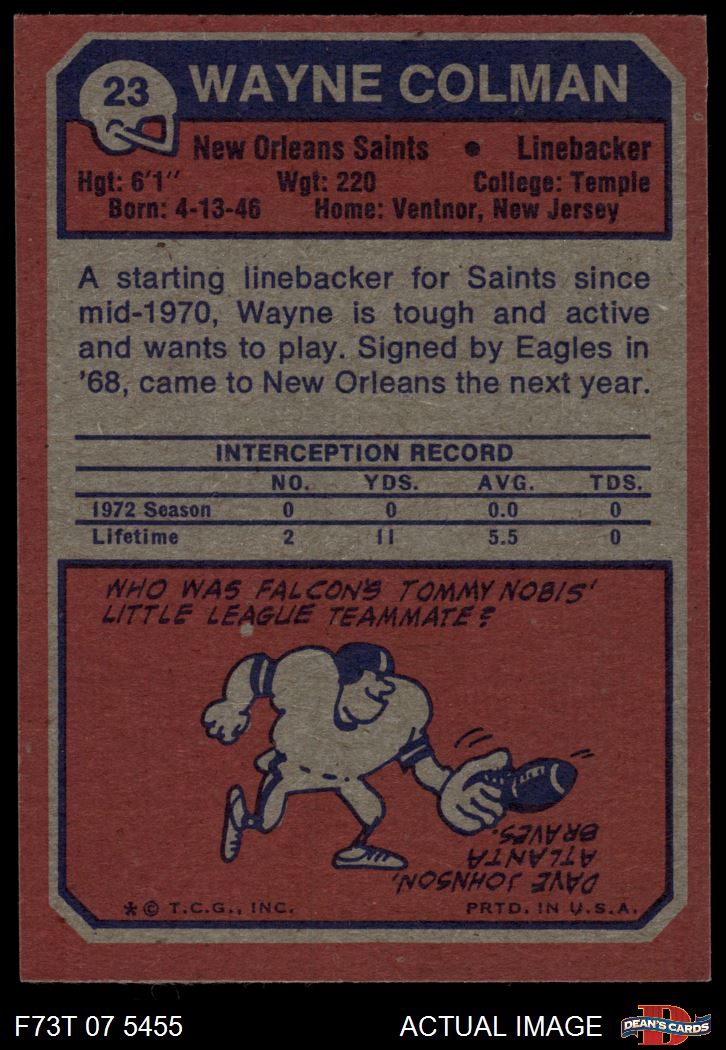 23
WAYNE COLMAN
New Orleans Saints • Linebacker
Hgt: 6'1" Wgt: 220 College: Temple
Born: 4-13-46 Home: Ventnor, New Jersey
A starting linebacker for Saints since
mid-1970, Wayne is tough and active
and wants to play. Signed by Eagles in
'68, came to New Orleans the next year.
INTERCEPTION RECORD
NO. YDS. AVG. TDS.
1972 Season 0 0 0.0 0
Lifetime 2 11 5.5 0
WHO WAS FALCON'S TOMMY NOBIS'
LITTLE LEAGUE TEAMMATE?
DAVE JOHNSON,
ATLANTA
BRAVES.
* © T.C.G., INC. PRTD. IN U.S.A.
F73T 07 5455 ACTUAL IMAGE
D
DEAN'S CARDS